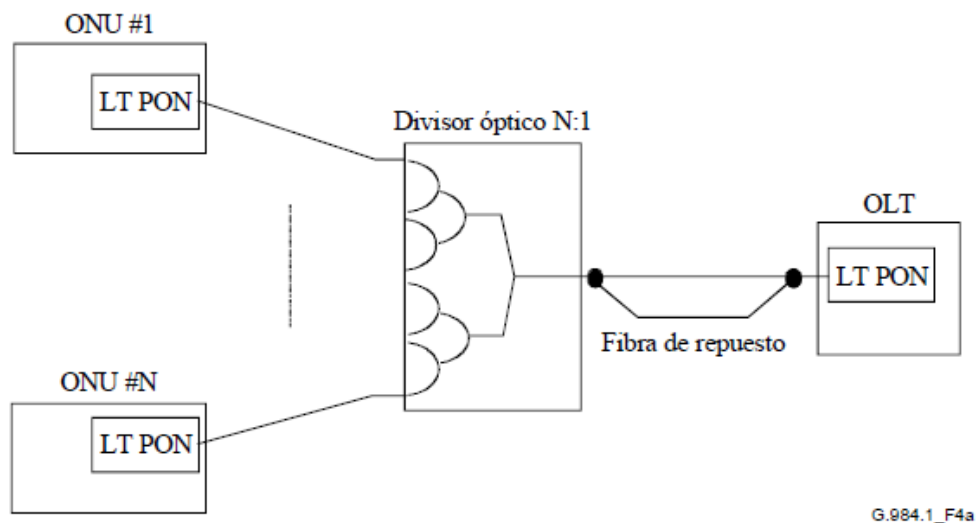 ONU #1
LT PON
Divisor óptico N:1
OLT
LT PON
Fibra de repuesto
ONU #N
LT PON
G.984.1_F4a